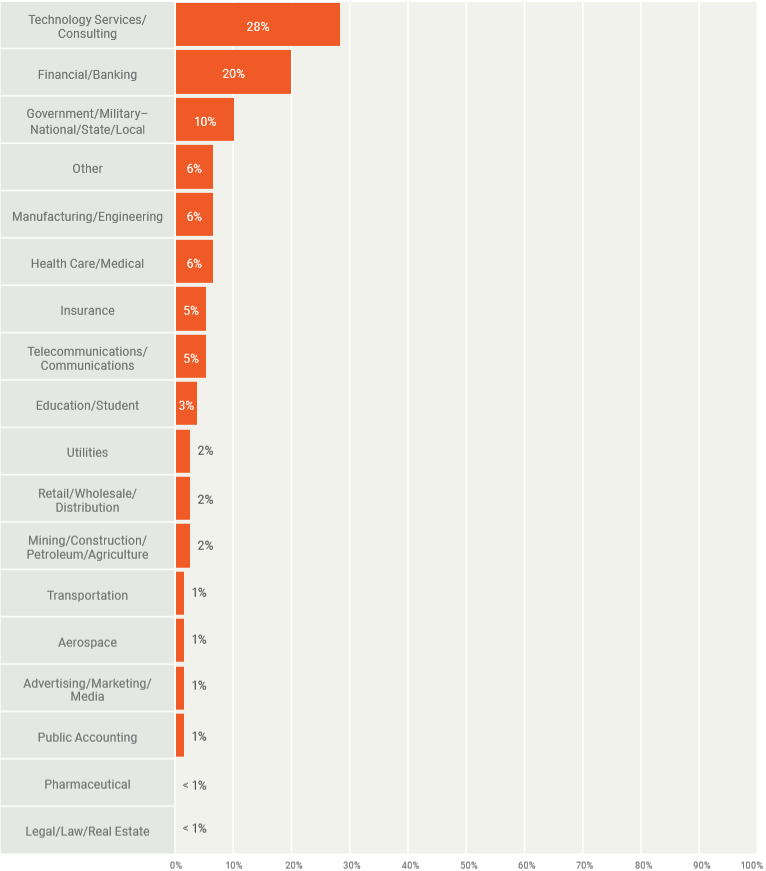 Technology Services/
Consulting
28%
Financial/Banking
20%
Government/Military–
National/State/Local
10%
Other
6%
Manufacturing/Engineering
6%
Health Care/Medical
6%
Insurance
5%
Telecommunications/
Communications
5%
Education/Student
3%
Utilities
2%
Retail/Wholesale/
Distribution
2%
Mining/Construction/
Petroleum/Agriculture
2%
Transportation
1%
Aerospace
1%
Advertising/Marketing/
Media
1%
Public Accounting
1%
Pharmaceutical
< 1%
Legal/Law/Real Estate
< 1%
0% 10% 20% 30% 40% 50% 60% 70% 80% 90% 100%